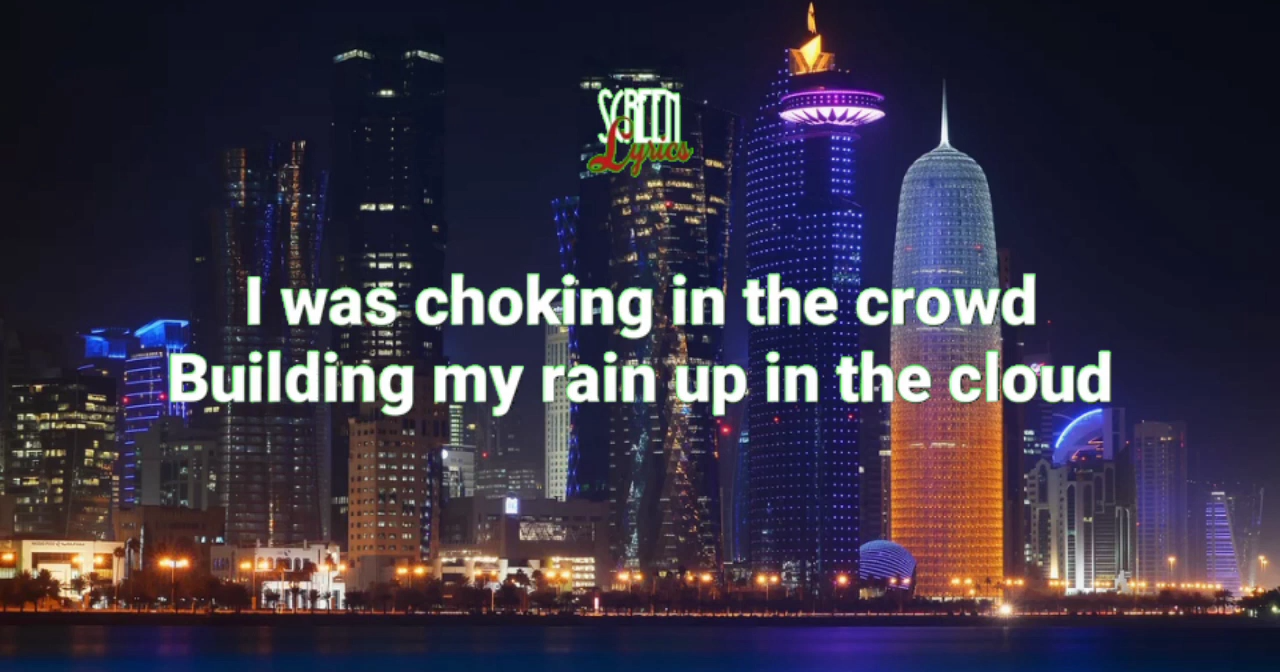 SCREEN
Lyrics
I was choking in the crowd
Building my rain up in the cloud